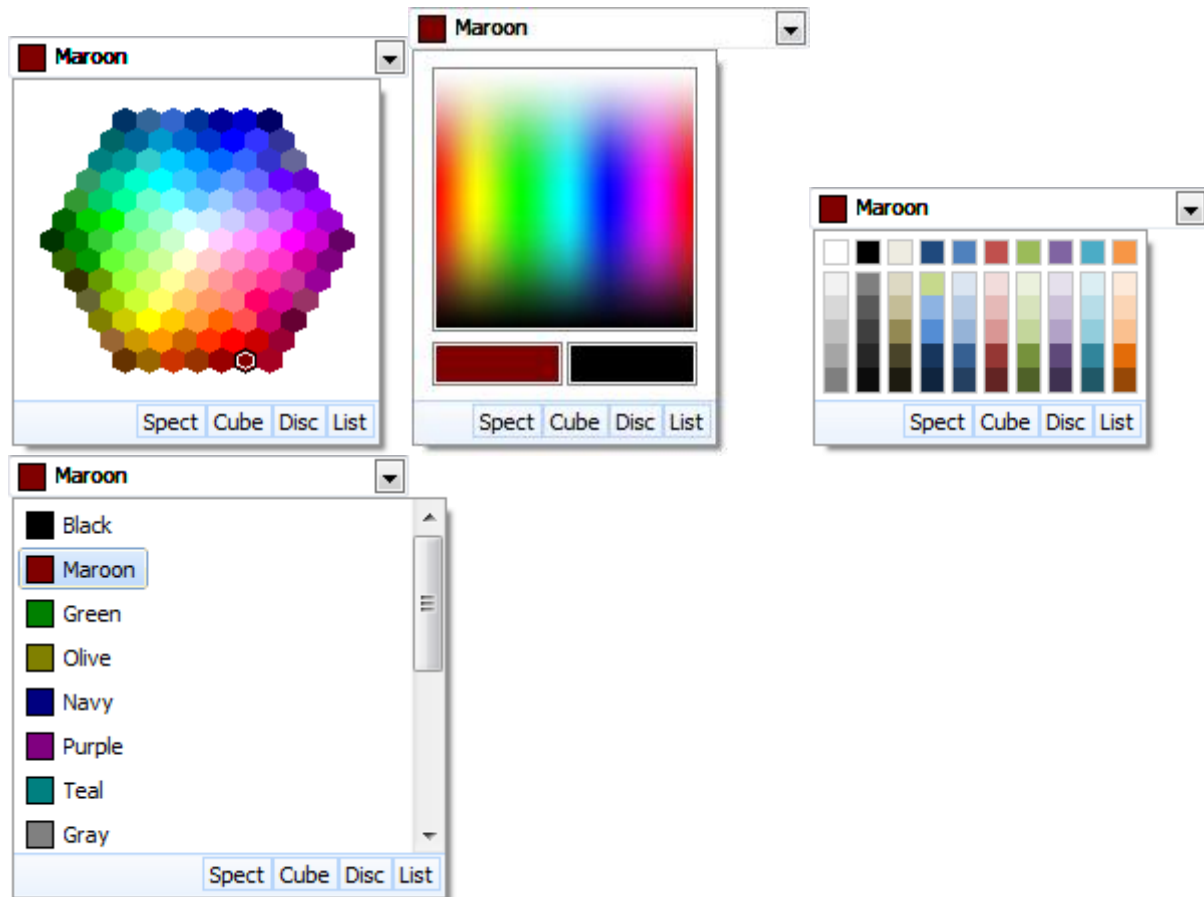 Maroon
Spect Cube Disc List
Maroon
Spect Cube Disc List
Maroon
Spect Cube Disc List
Maroon
Black
Maroon
Green
Olive
Navy
Purple
Teal
Gray
Spect Cube Disc List